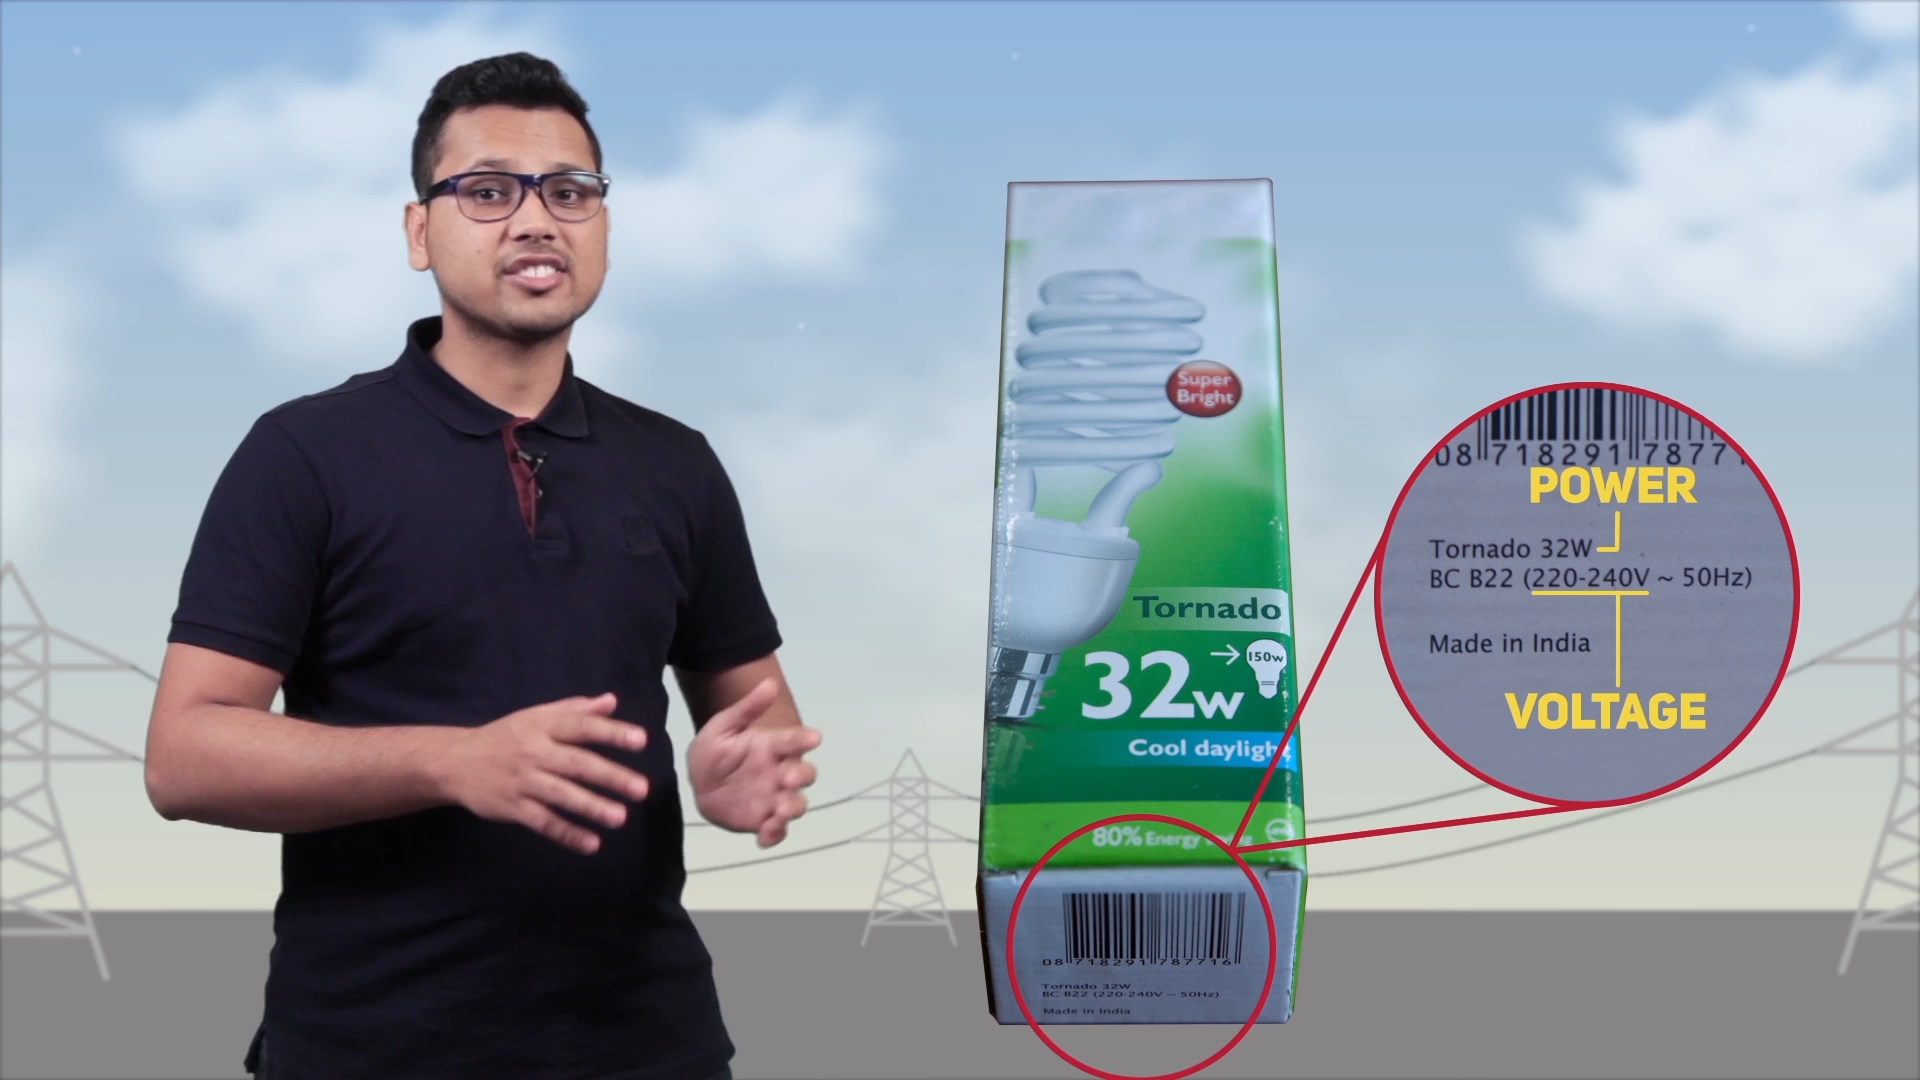 Super
Bright
Tornado
32w
150w
Cool daylight
80% Energy
08 718291 787716
Tornado 32W
BC B22 (220-240V ~ 50Hz)
Made in India
08 718291 7877
POWER
Tornado 32W
BC B22 (220-240V ~ 50Hz)
Made in India
VOLTAGE